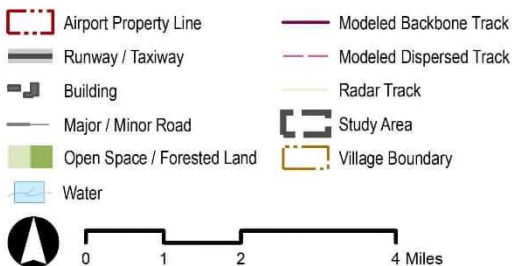 Airport Property Line
Runway / Taxiway
Building
Major / Minor Road
Open Space / Forested Land
Water
Modeled Backbone Track
Modeled Dispersed Track
Radar Track
Study Area
Village Boundary
0 1 2 4 Miles